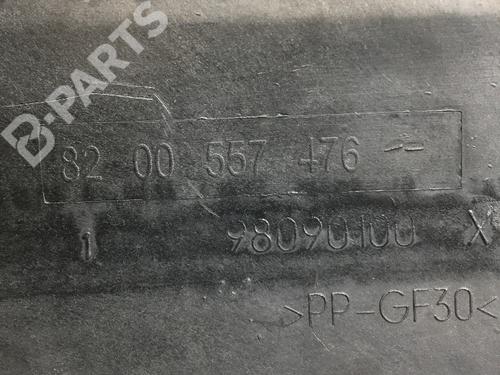 B-PARTS
82 00 557 476 --
1 98090100 X
>PP-GF30<